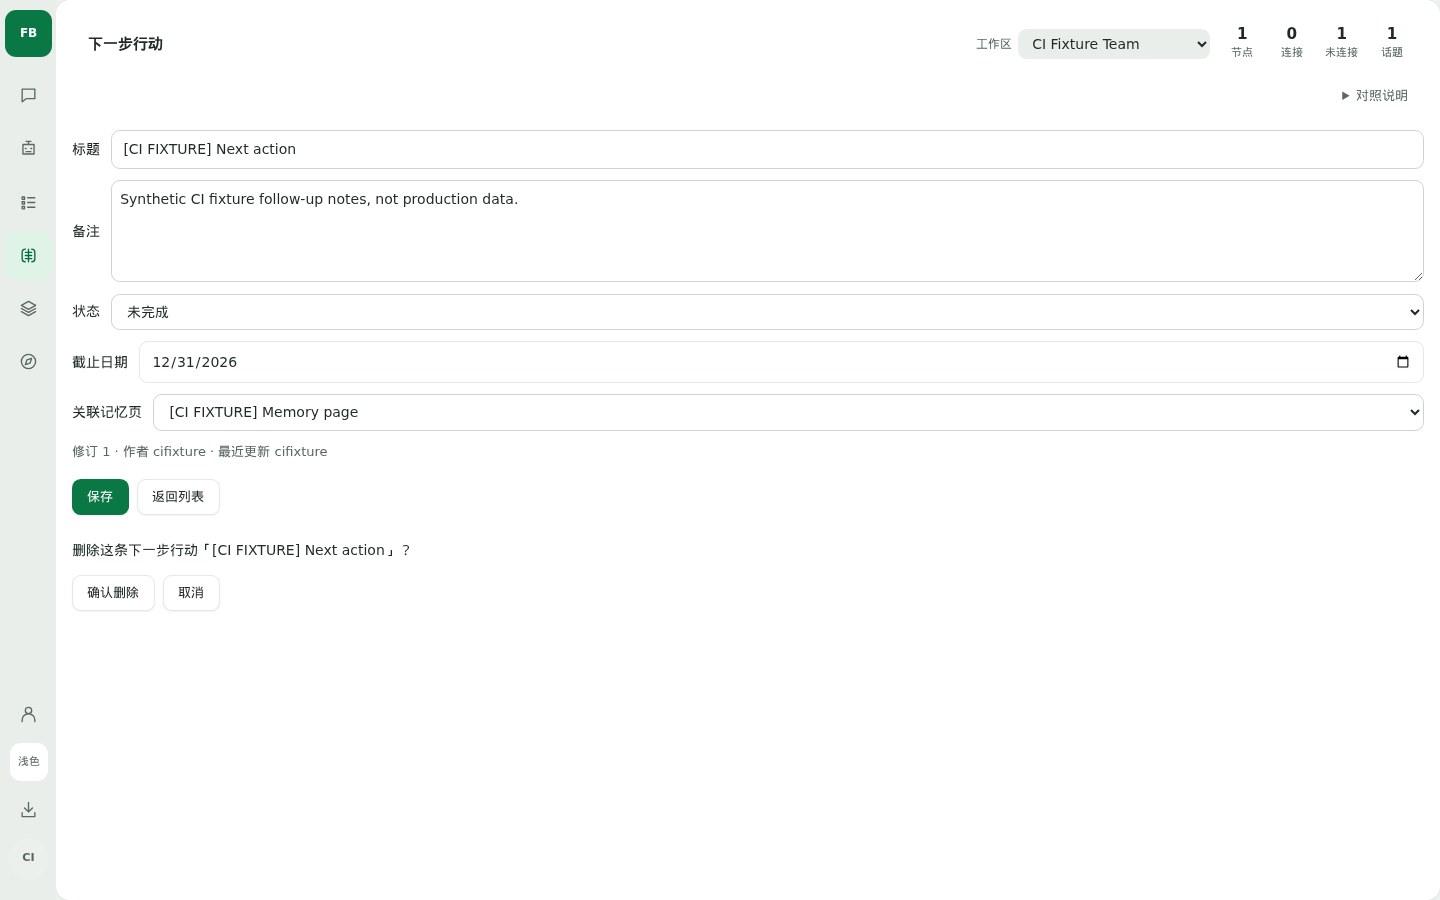 FB
下一步行动
工作区
CI Fixture Team
1
节点
0
连接
1
未连接
1
话题
▶ 对照说明
标题
[CI FIXTURE] Next action
备注
Synthetic CI fixture follow-up notes, not production data.
状态
未完成
截止日期
12/31/2026
关联记忆页
[CI FIXTURE] Memory page
修订 1 · 作者 cifixture · 最近更新 cifixture
保存
返回列表
删除这条下一步行动「[CI FIXTURE] Next action」？
确认删除
取消
浅色
CI